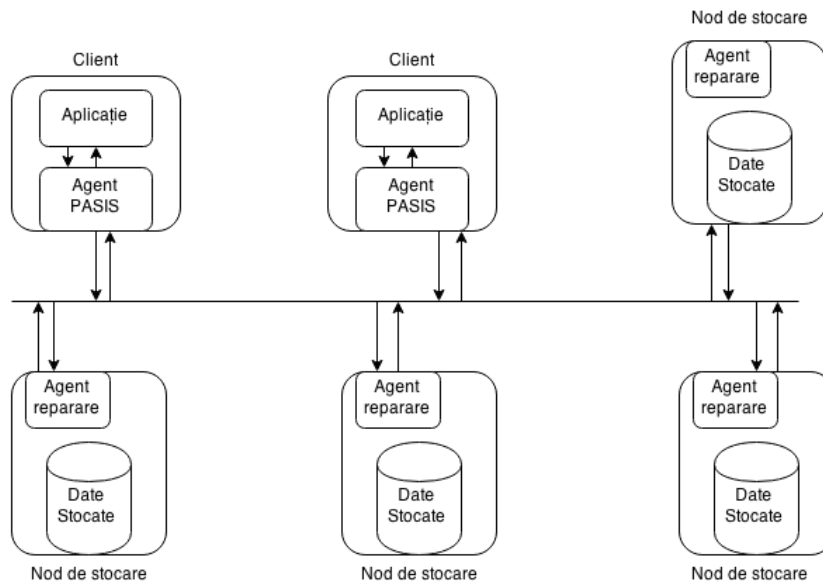 Nod de stocare
Client
Client
Agent
reparare
Aplicație
Aplicație
Date
Stocate
Agent
PASIS
Agent
PASIS
Agent
reparare
Agent
reparare
Agent
reparare
Date
Stocate
Date
Stocate
Date
Stocate
Nod de stocare
Nod de stocare
Nod de stocare